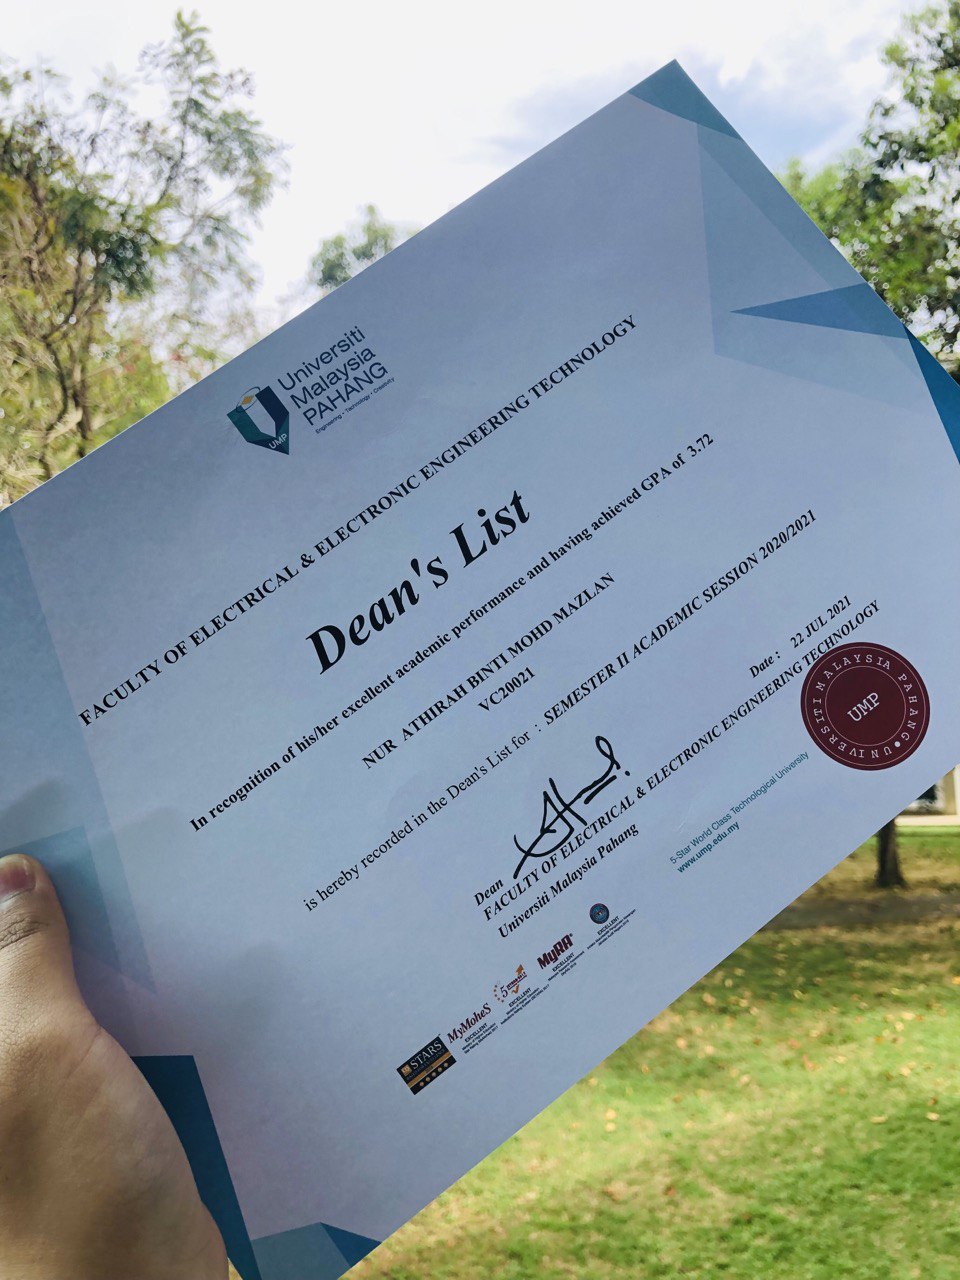 Universiti
Malaysia
PAHANG
Engineering • Technology • Creativity
UMP
FACULTY OF ELECTRICAL & ELECTRONIC ENGINEERING TECHNOLOGY
Dean's List
In recognition of his/her excellent academic performance and having achieved GPA of 3.72
NUR ATHIRAH BINTI MOHD MAZLAN
VC20021
is hereby recorded in the Dean's List for : SEMESTER II ACADEMIC SESSION 2020/2021
Date : 22 JUL 2021
Dean
FACULTY OF ELECTRICAL & ELECTRONIC ENGINEERING TECHNOLOGY
Universiti Malaysia Pahang
UNIVERSITI MALAYSIA PAHANG
UMP
5-Star World Class Technological University
www.ump.edu.my
STARS
MyMoheS
EXCELLENT
5
EXCELLENT
MyRA
EXCELLENT
EXCELLENT